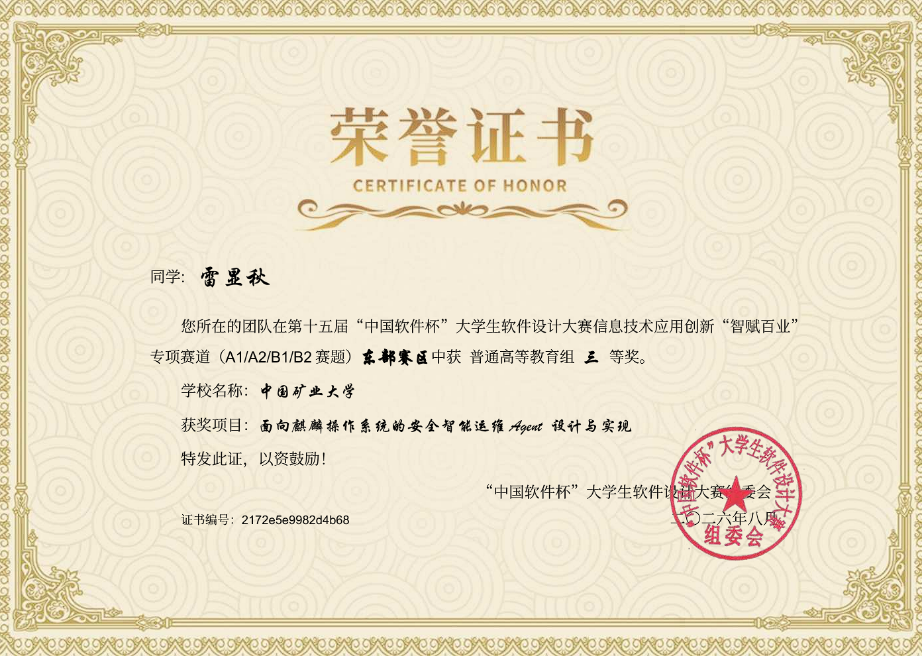 荣誉证书
CERTIFICATE OF HONOR
同学: 雷显秋
您所在的团队在第十五届“中国软件杯”大学生软件设计大赛信息技术应用创新“智赋百业”
专项赛道（A1/A2/B1/B2 赛题）东部赛区中获 普通高等教育组 三 等奖。
学校名称: 中国矿业大学
获奖项目: 面向麒麟操作系统的安全智能运维 Agent 设计与实现
特发此证，以资鼓励！
“中国软件杯”大学生软件设计大赛组委会
二〇二六年八月
证书编号: 2172e5e9982d4b68
“中国软件杯”大学生软件设计大赛
组委会